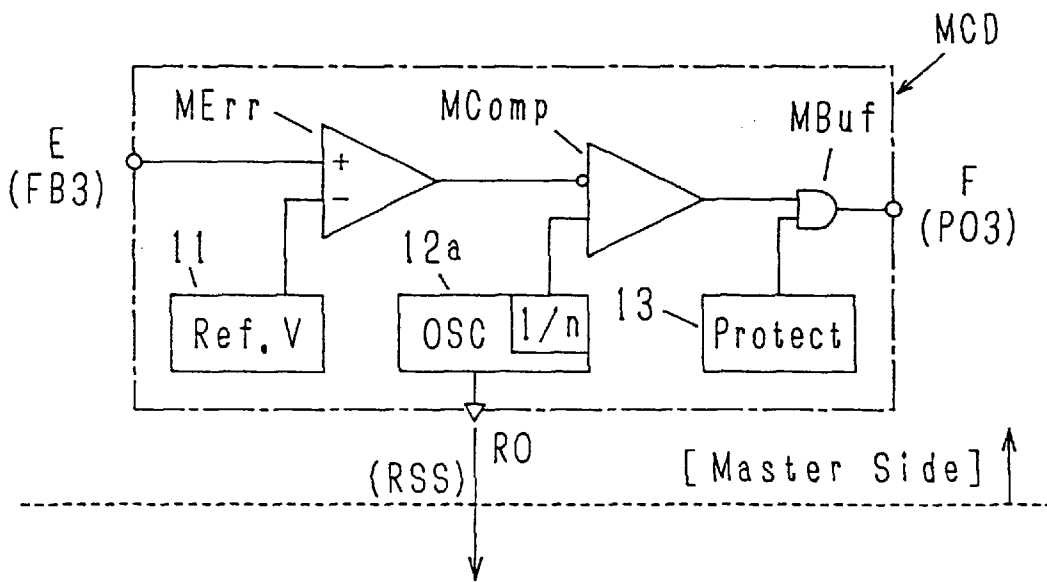 MCD
MErr
MComp
MBuf
E
(FB3)
+
−
F
(PO3)
11
Ref. V
12a
OSC
1/n
13
Protect
RO
(RSS)
[Master Side]